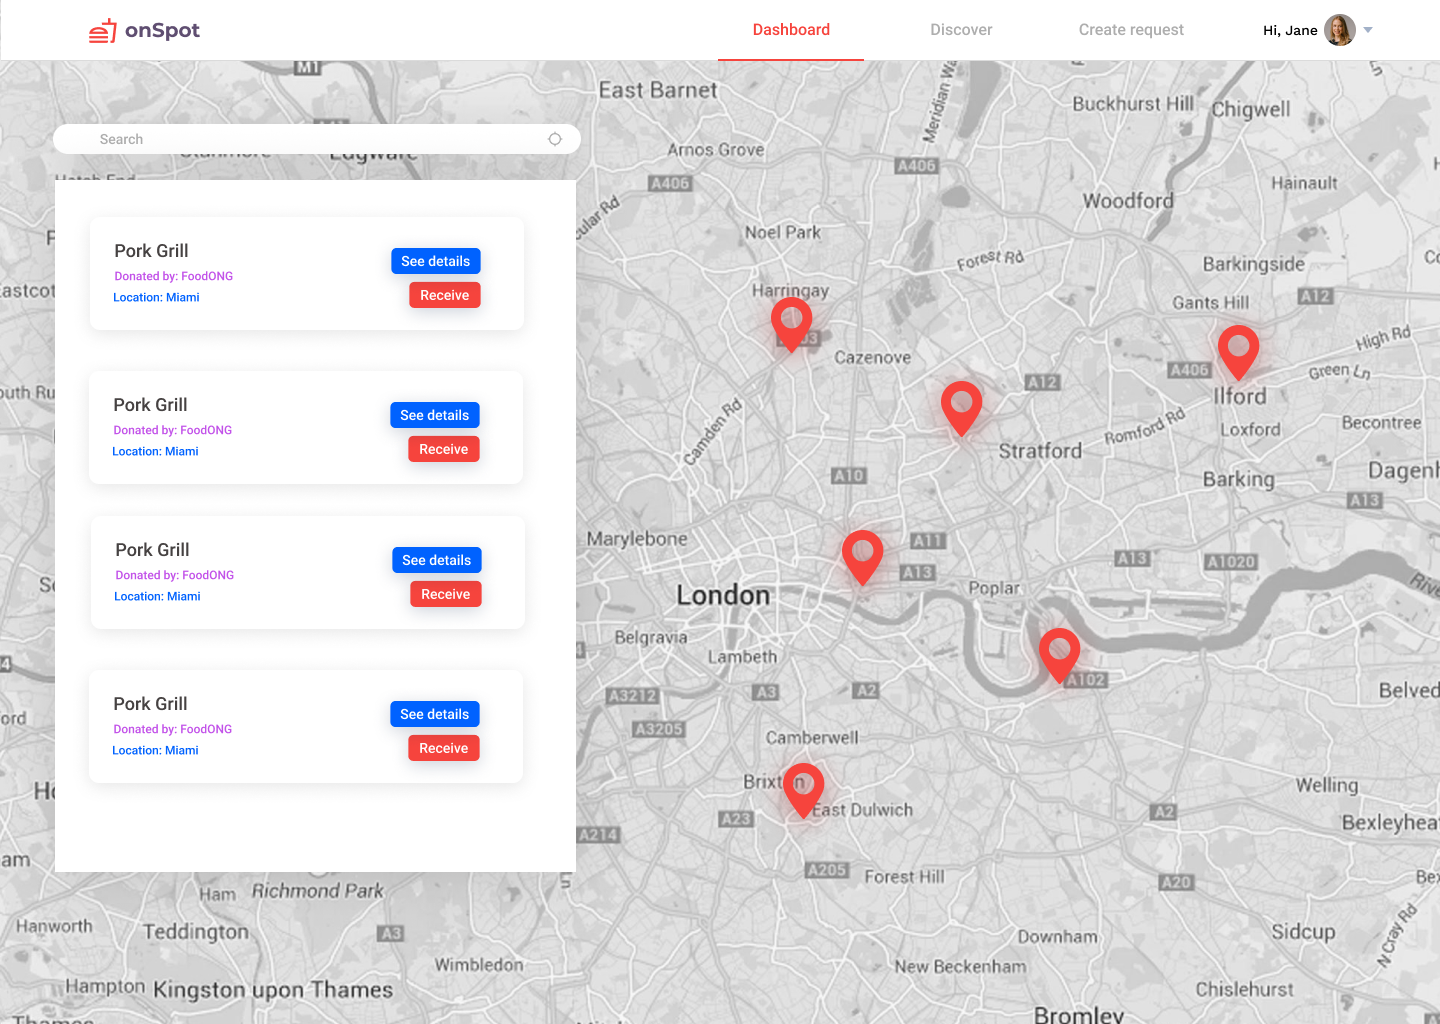 onSpot
Dashboard
Discover
Create request
Hi, Jane
Search
Pork Grill
Donated by: FoodONG
Location: Miami
See details
Receive
Pork Grill
Donated by: FoodONG
Location: Miami
See details
Receive
Pork Grill
Donated by: FoodONG
Location: Miami
See details
Receive
Pork Grill
Donated by: FoodONG
Location: Miami
See details
Receive
M1
East Barnet
Meridian
Buckhurst Hill
Chigwell
Edgware
Arnos Grove
A406
A406
Hainault
Woodford
Noel Park
Forest Rd
Barkingside
Harringay
Gants Hill
A12
High Rd
Cazenove
A406
Green Ln
A12
Ilford
Camden Rd
Romford Rd
Loxford
Becontree
Stratford
A10
Barking
A13
Marylebone
A11
A13
A1020
A13
London
Poplar
Belgravia
Lambeth
A102
A3212
A3
A2
A3205
Camberwell
Welling
East Dulwich
A23
A2
A214
A205
Forest Hill
A20
Ham
Richmond Park
Hanworth
Teddington
A3
Downham
Sidcup
N Cray Rd
Wimbledon
New Beckenham
Hampton
Kingston upon Thames
Chislehurst
Bromley